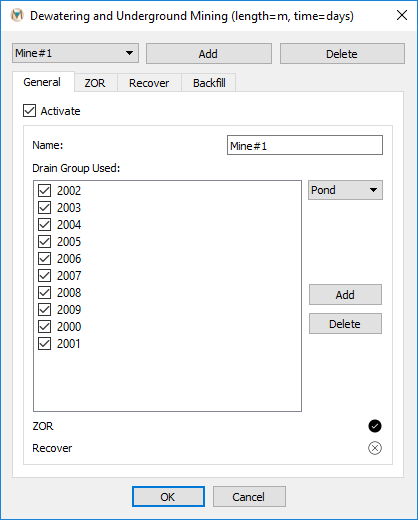 Dewatering and Underground Mining (length=m, time=days)
Mine#1 Add Delete
General ZOR Recover Backfill
Activate
Name: Mine#1
Drain Group Used:
2002 Pond
2003
2004
2005
2006
2007
2008 Add
2009
2000 Delete
2001
ZOR
Recover
OK Cancel